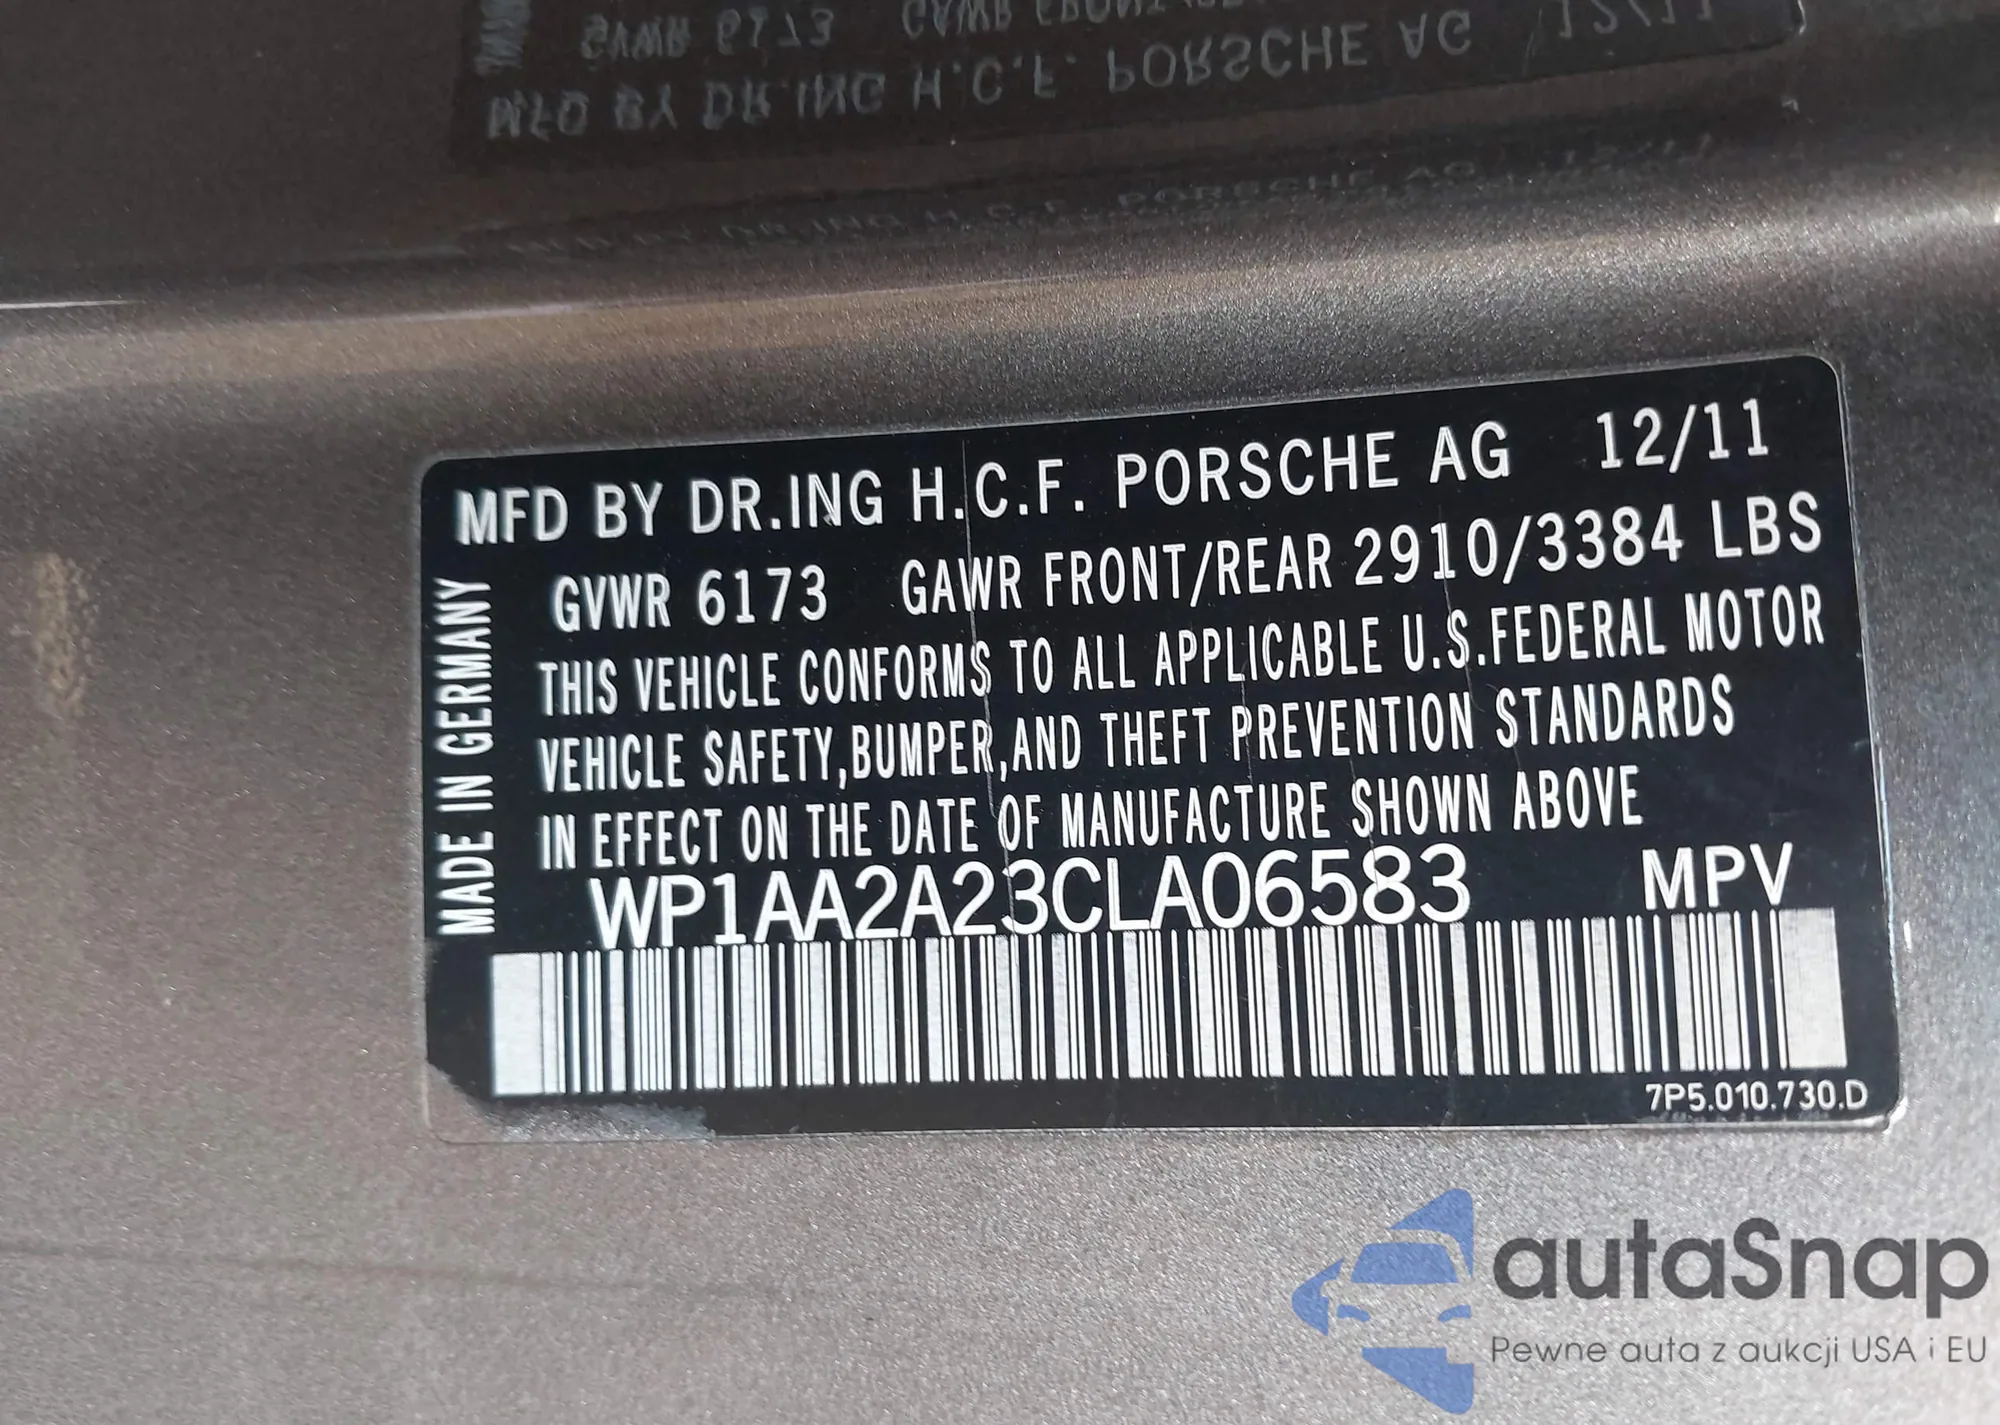 MFD BY DR.ING H.C.F. PORSCHE AG 12/11
GVWR 6173 GAWR FRONT/REAR 2910/3384 LBS
THIS VEHICLE CONFORMS TO ALL APPLICABLE U.S.FEDERAL MOTOR
VEHICLE SAFETY,BUMPER,AND THEFT PREVENTION STANDARDS
IN EFFECT ON THE DATE OF MANUFACTURE SHOWN ABOVE
WP1AA2A23CLA06583 MPV
7P5.010.730.D
MADE IN GERMANY
autaSnap
Pewne auta z aukcji USA i EU